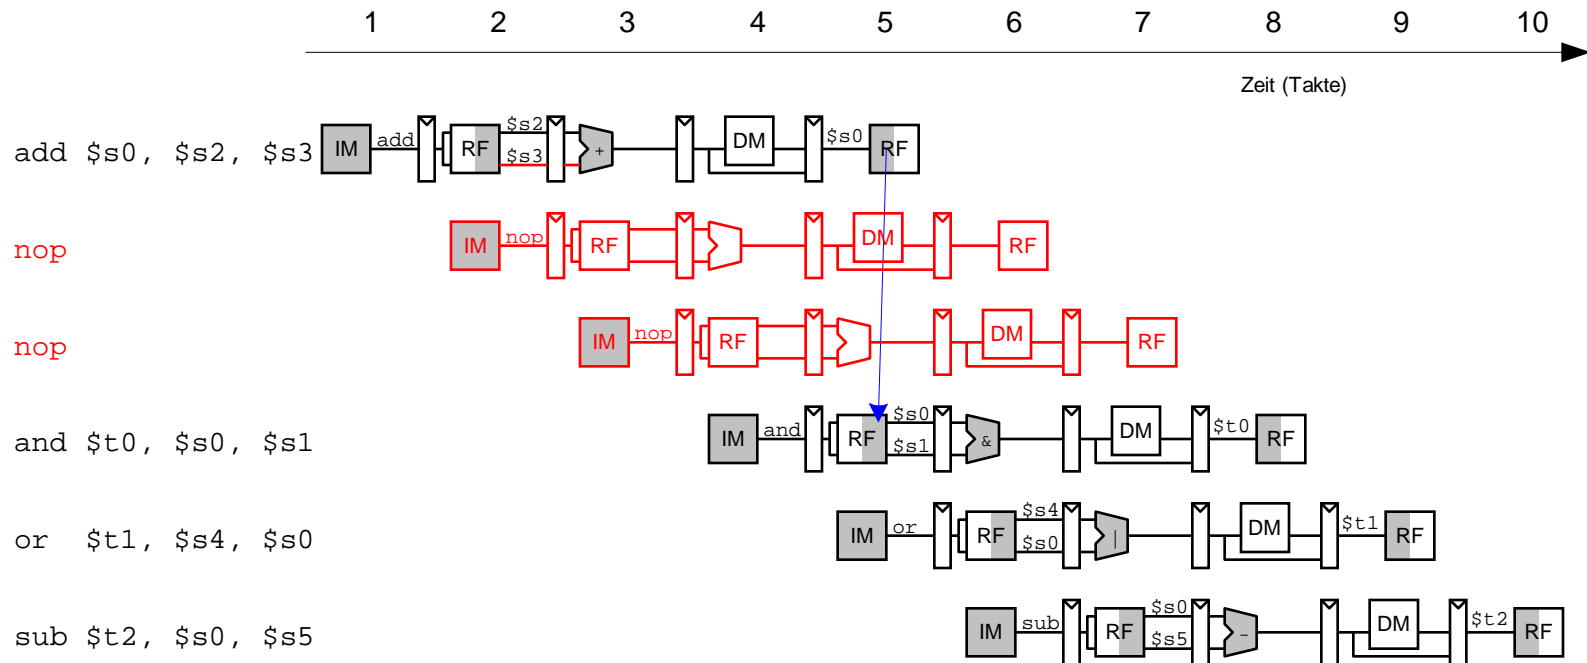 1 2 3 4 5 6 7 8 9 10
Zeit (Takte)
add $s0, $s2, $s3 IM add RF $s2 $s3 + DM $s0 RF
nop IM nop RF DM RF
nop IM nop RF DM RF
and $t0, $s0, $s1 IM and RF $s0 $s1 & DM $t0 RF
or $t1, $s4, $s0 IM or RF $s4 $s0 | DM $t1 RF
sub $t2, $s0, $s5 IM sub RF $s0 $s5 - DM $t2 RF